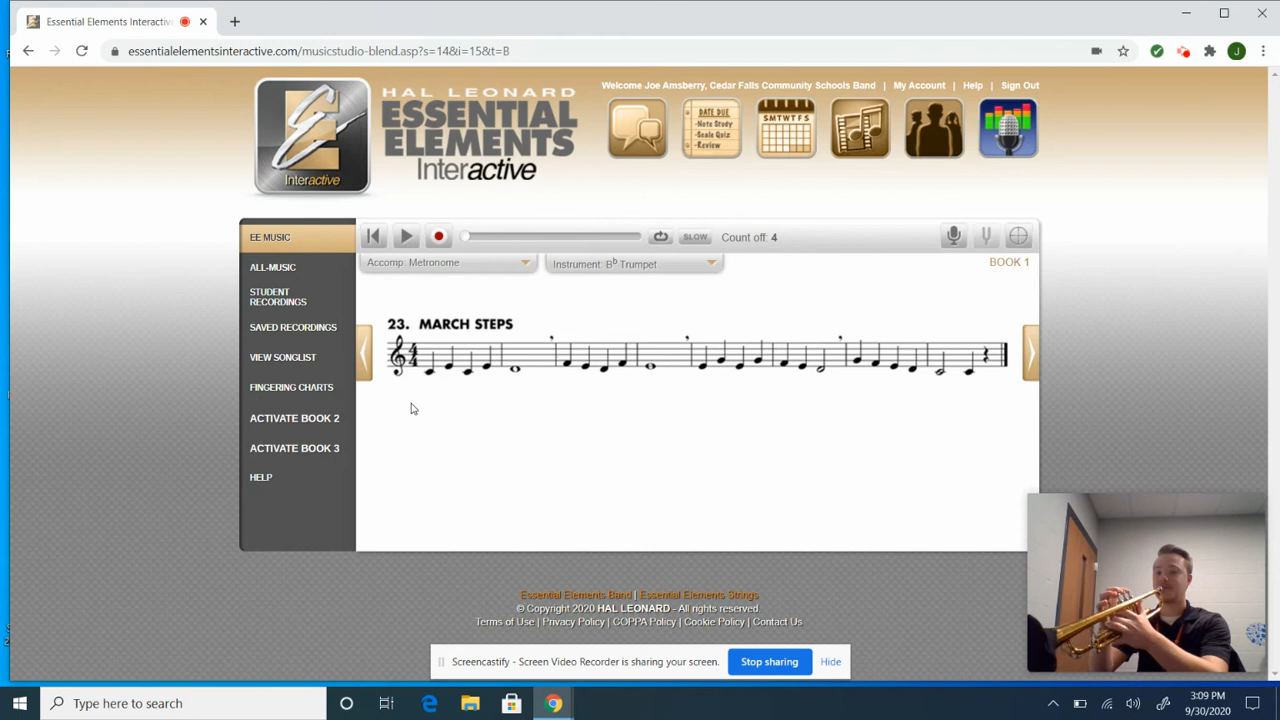 Essential Elements Interactiv
essentialelementsinteractive.com/musicstudio-blend.asp?s=14&i=15&t=B
J
Welcome Joe Amsberry, Cedar Falls Community Schools Band | My Account | Help | Sign Out
E
Interactive
HAL LEONARD
ESSENTIAL
ELEMENTS
Interactive
DATE DUE
-Note Study
-Scale Quiz
-Review
SMTWTFS
EE MUSIC
ALL-MUSIC
STUDENT
RECORDINGS
SAVED RECORDINGS
VIEW SONGLIST
FINGERING CHARTS
ACTIVATE BOOK 2
ACTIVATE BOOK 3
HELP
SLOW
Count off: 4
Accomp: Metronome
Instrument: Bb Trumpet
BOOK 1
23. MARCH STEPS
4
4
Essential Elements Band | Essential Elements Strings
© Copyright 2020 HAL LEONARD - All rights reserved
Terms of Use | Privacy Policy | COPPA Policy | Cookie Policy | Contact Us
Screencastify - Screen Video Recorder is sharing your screen.
Stop sharing
Hide
Type here to search
3:09 PM
9/30/2020